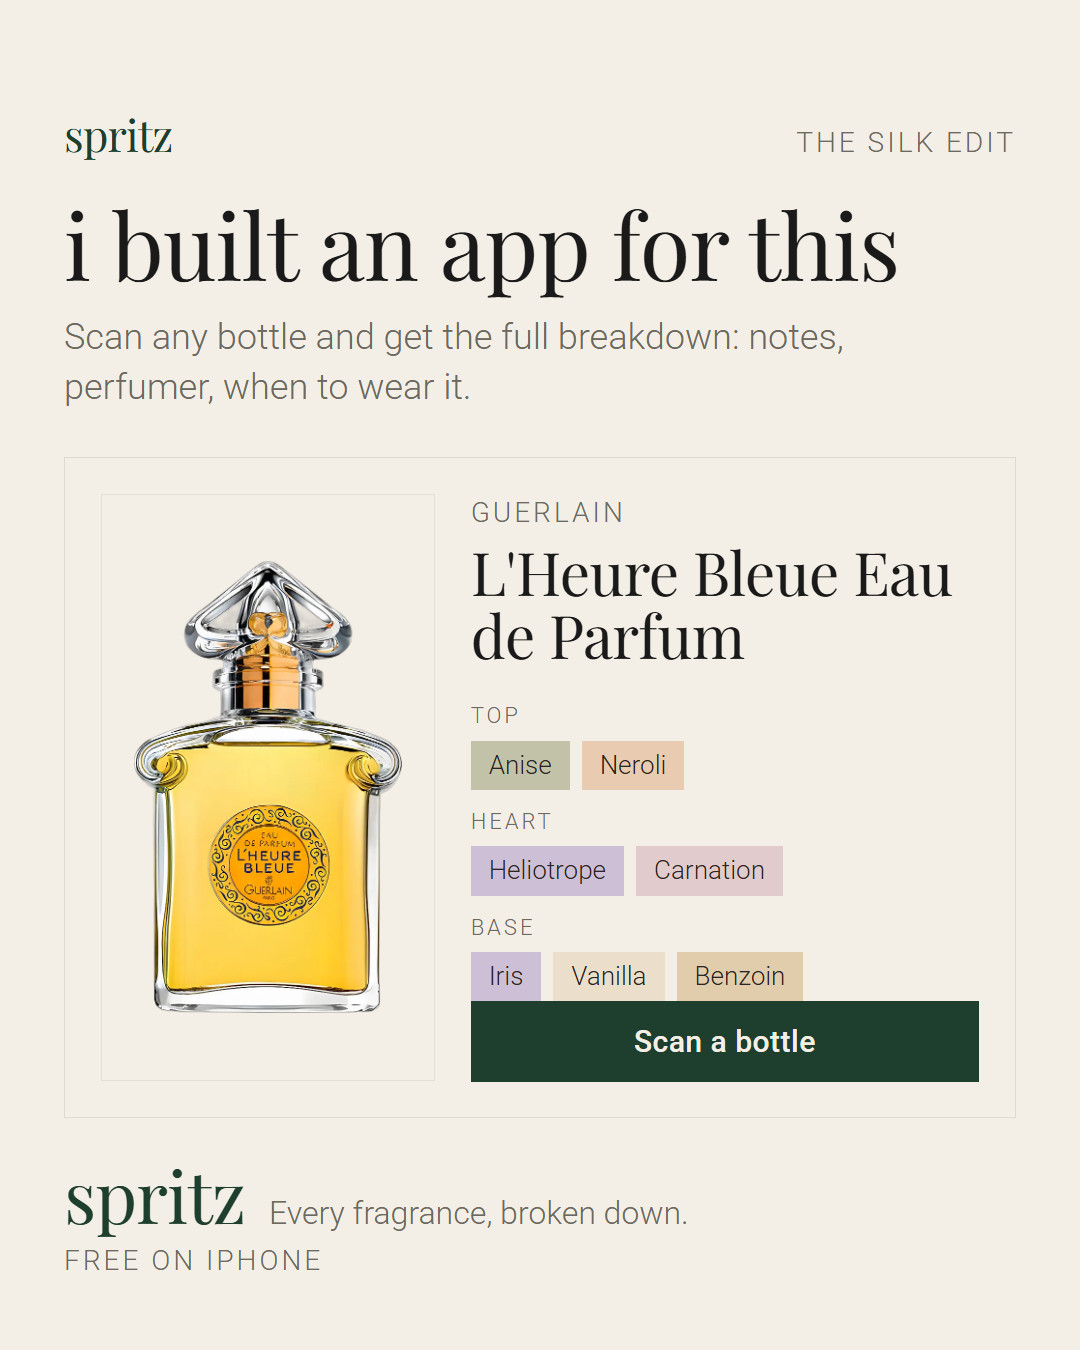 spritz
THE SILK EDIT
i built an app for this
Scan any bottle and get the full breakdown: notes,
perfumer, when to wear it.
GUERLAIN
L'Heure Bleue Eau
de Parfum
TOP
Anise Neroli
HEART
Heliotrope Carnation
BASE
Iris Vanilla Benzoin
Scan a bottle
EAU
DE PARFUM
L'HEURE
BLEUE
GUERLAIN
PARIS
spritz Every fragrance, broken down.
FREE ON IPHONE